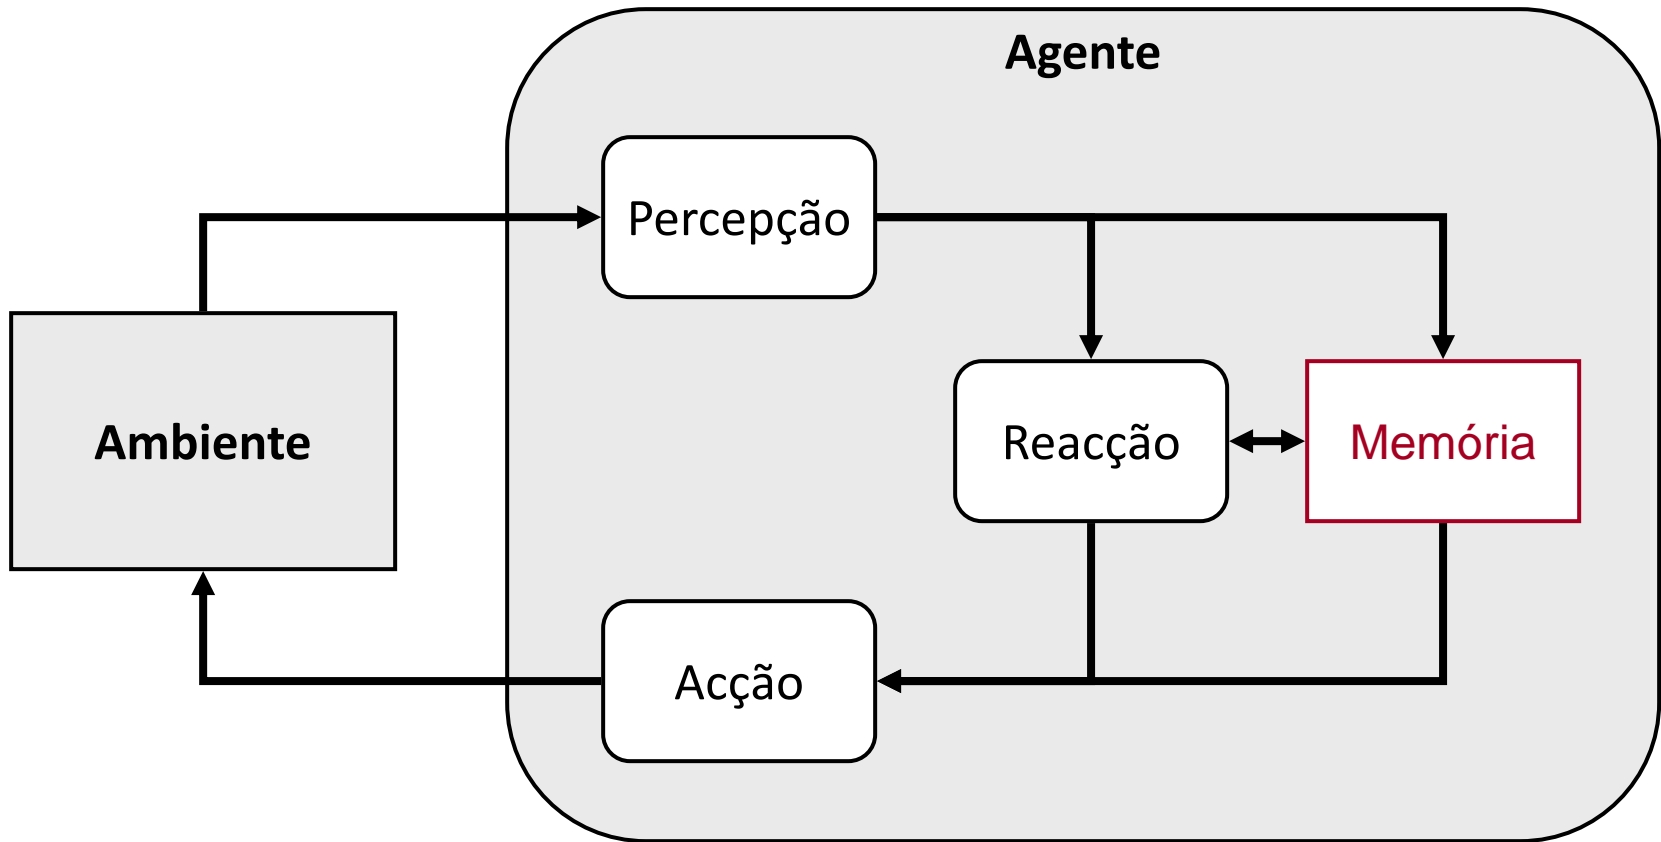 Agente
Percepção
Ambiente
Reacção
Memória
Acção